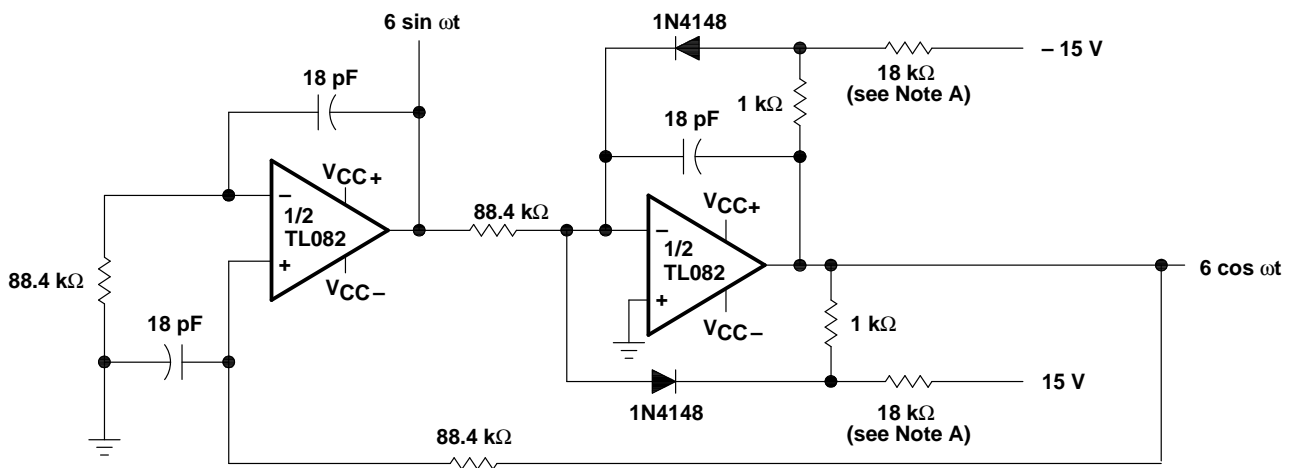 6 sin ωt
1N4148
– 15 V
18 kΩ
(see Note A)
18 pF
1 kΩ
18 pF
VCC+
–
1/2
TL082
+
VCC–
88.4 kΩ
88.4 kΩ
VCC+
–
1/2
TL082
+
VCC–
6 cos ωt
18 pF
1 kΩ
1N4148
15 V
18 kΩ
(see Note A)
88.4 kΩ